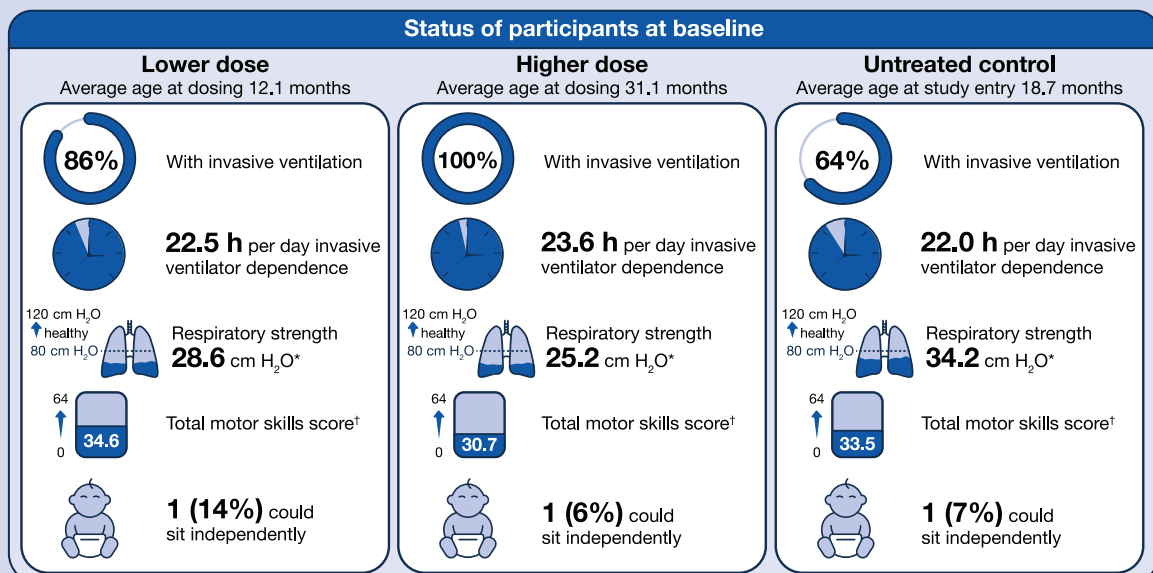 Status of participants at baseline
Lower dose
Average age at dosing 12.1 months
86%
With invasive ventilation
22.5 h per day invasive
ventilator dependence
120 cm H₂O
healthy
80 cm H₂O
Respiratory strength
28.6 cm H₂O*
64
0
34.6
Total motor skills score†
1 (14%) could
sit independently
Higher dose
Average age at dosing 31.1 months
100%
With invasive ventilation
23.6 h per day invasive
ventilator dependence
120 cm H₂O
healthy
80 cm H₂O
Respiratory strength
25.2 cm H₂O*
64
0
30.7
Total motor skills score†
1 (6%) could
sit independently
Untreated control
Average age at study entry 18.7 months
64%
With invasive ventilation
22.0 h per day invasive
ventilator dependence
120 cm H₂O
healthy
80 cm H₂O
Respiratory strength
34.2 cm H₂O*
64
0
33.5
Total motor skills score†
1 (7%) could
sit independently